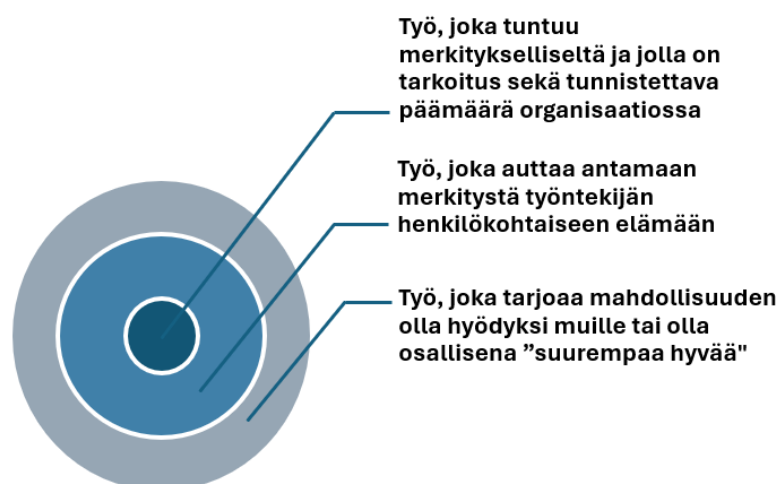 Työ, joka tuntuu
merkitykselliseltä ja jolla on
tarkoitus sekä tunnistettava
päämäärä organisaatiossa
Työ, joka auttaa antamaan
merkitystä työntekijän
henkilökohtaiseen elämään
Työ, joka tarjoaa mahdollisuuden
olla hyödyksi muille tai olla
osallisena ”suurempaa hyvää"